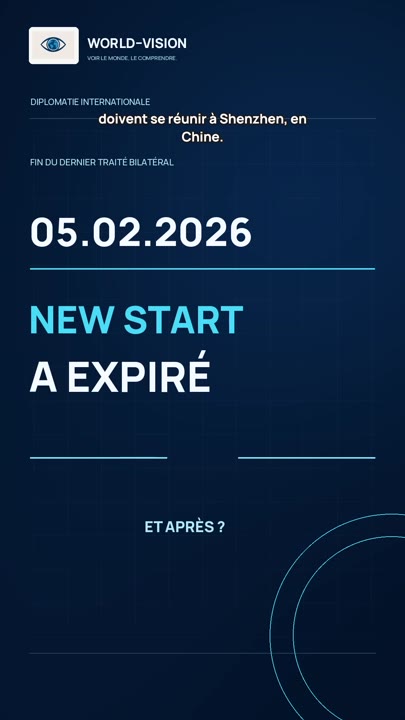 WORLD-VISION
VOIR LE MONDE. LE COMPRENDRE.
DIPLOMATIE INTERNATIONALE
doivent se réunir à Shenzhen, en
Chine.
FIN DU DERNIER TRAITÉ BILATÉRAL
05.02.2026
NEW START
A EXPIRÉ
ET APRÈS ?